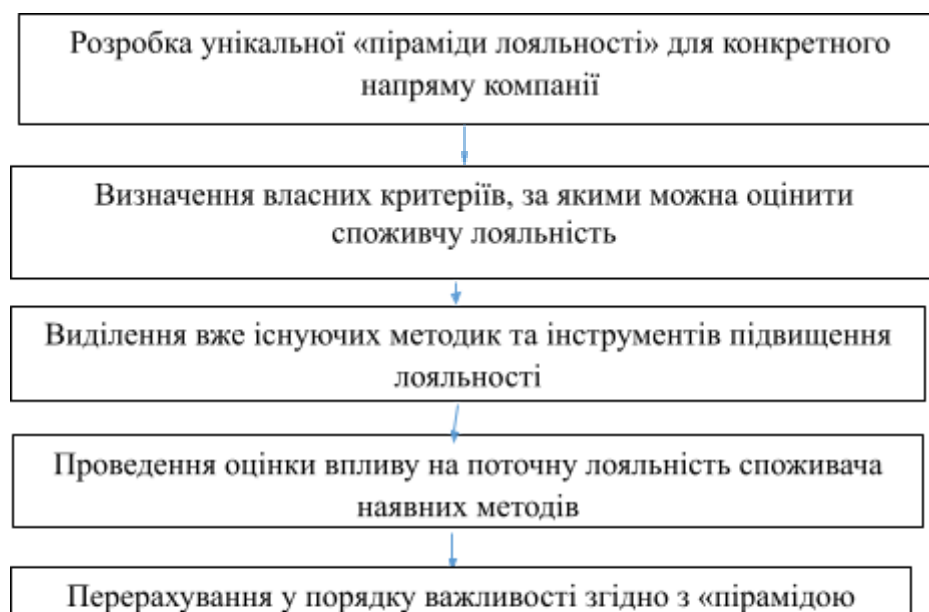 Розробка унікальної «піраміди лояльності» для конкретного
напряму компанії
Визначення власних критеріїв, за якими можна оцінити
споживчу лояльність
Виділення вже існуючих методик та інструментів підвищення
лояльності
Проведення оцінки впливу на поточну лояльність споживача
наявних методів
Перерахування у порядку важливості згідно з «пірамідою